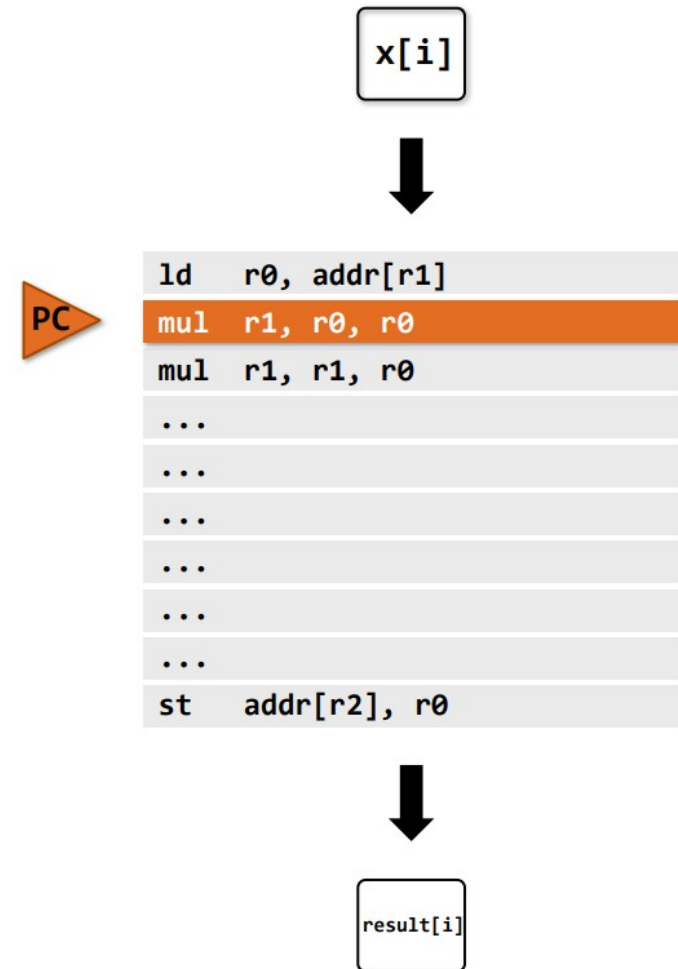 x[i]
ld r0, addr[r1]
PC
mul r1, r0, r0
mul r1, r1, r0
...
...
...
...
...
...
st addr[r2], r0
result[i]